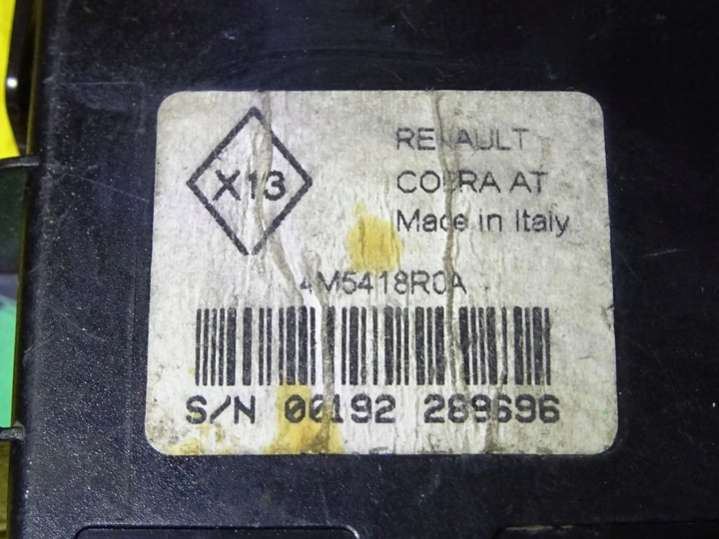 X13
RENAULT
COBRA AT
Made in Italy
4M5418R0A
S/N 00192 289696